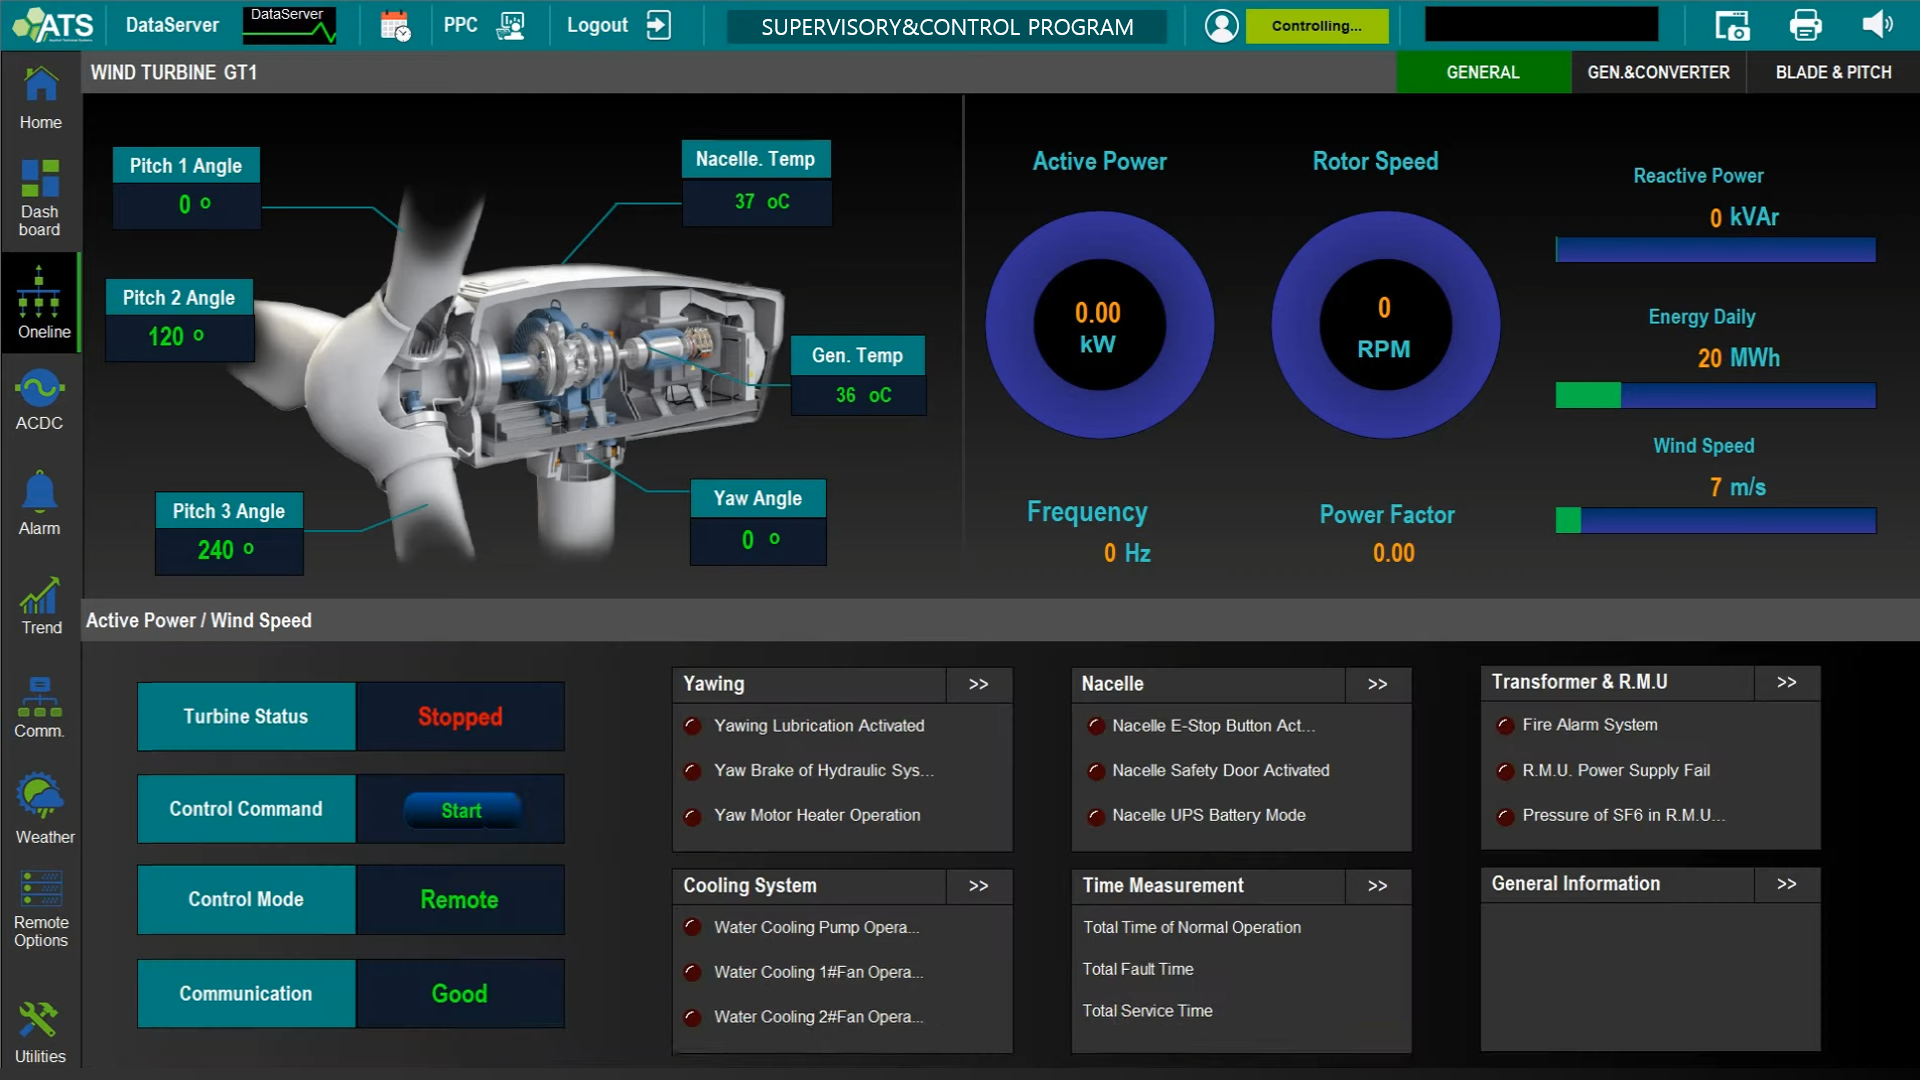 ATS
DataServer
DataServer
PPC
Logout
SUPERVISORY&CONTROL PROGRAM
Controlling...
WIND TURBINE GT1
GENERAL
GEN.&CONVERTER
BLADE & PITCH
Home
Dash
board
Oneline
ACDC
Alarm
Trend
Comm.
Weather
Remote
Options
Utilities
Pitch 1 Angle
0 o
Pitch 2 Angle
120 o
Pitch 3 Angle
240 o
Nacelle. Temp
37 oC
Gen. Temp
36 oC
Yaw Angle
0 o
Active Power
0.00
kW
Rotor Speed
0
RPM
Frequency
0 Hz
Power Factor
0.00
Reactive Power
0 kVAr
Energy Daily
20 MWh
Wind Speed
7 m/s
Active Power / Wind Speed
Turbine Status
Stopped
Control Command
Start
Control Mode
Remote
Communication
Good
Yawing >>
Yawing Lubrication Activated
Yaw Brake of Hydraulic Sys...
Yaw Motor Heater Operation
Nacelle >>
Nacelle E-Stop Button Act...
Nacelle Safety Door Activated
Nacelle UPS Battery Mode
Transformer & R.M.U >>
Fire Alarm System
R.M.U. Power Supply Fail
Pressure of SF6 in R.M.U...
Cooling System >>
Water Cooling Pump Opera...
Water Cooling 1#Fan Opera...
Water Cooling 2#Fan Opera...
Time Measurement >>
Total Time of Normal Operation
Total Fault Time
Total Service Time
General Information >>